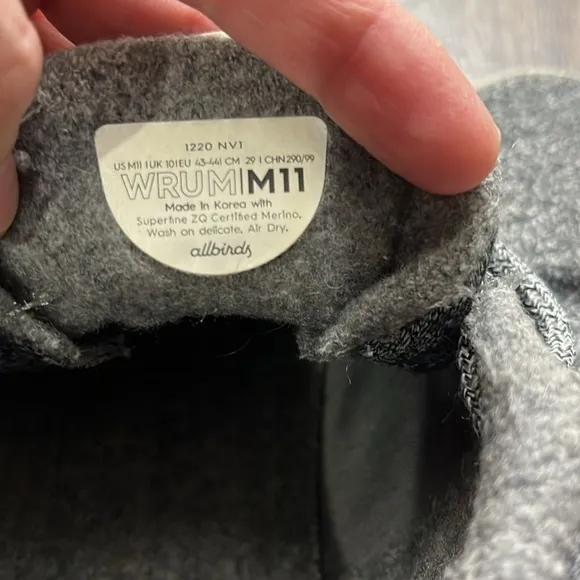 1220 NV1
US M11 | UK 10 | EU 43-44 | CM 29 | CHN 290/99
WRUM|M11
Made in Korea with
Superfine ZQ Certified Merino.
Wash on delicate. Air Dry.
allbirds